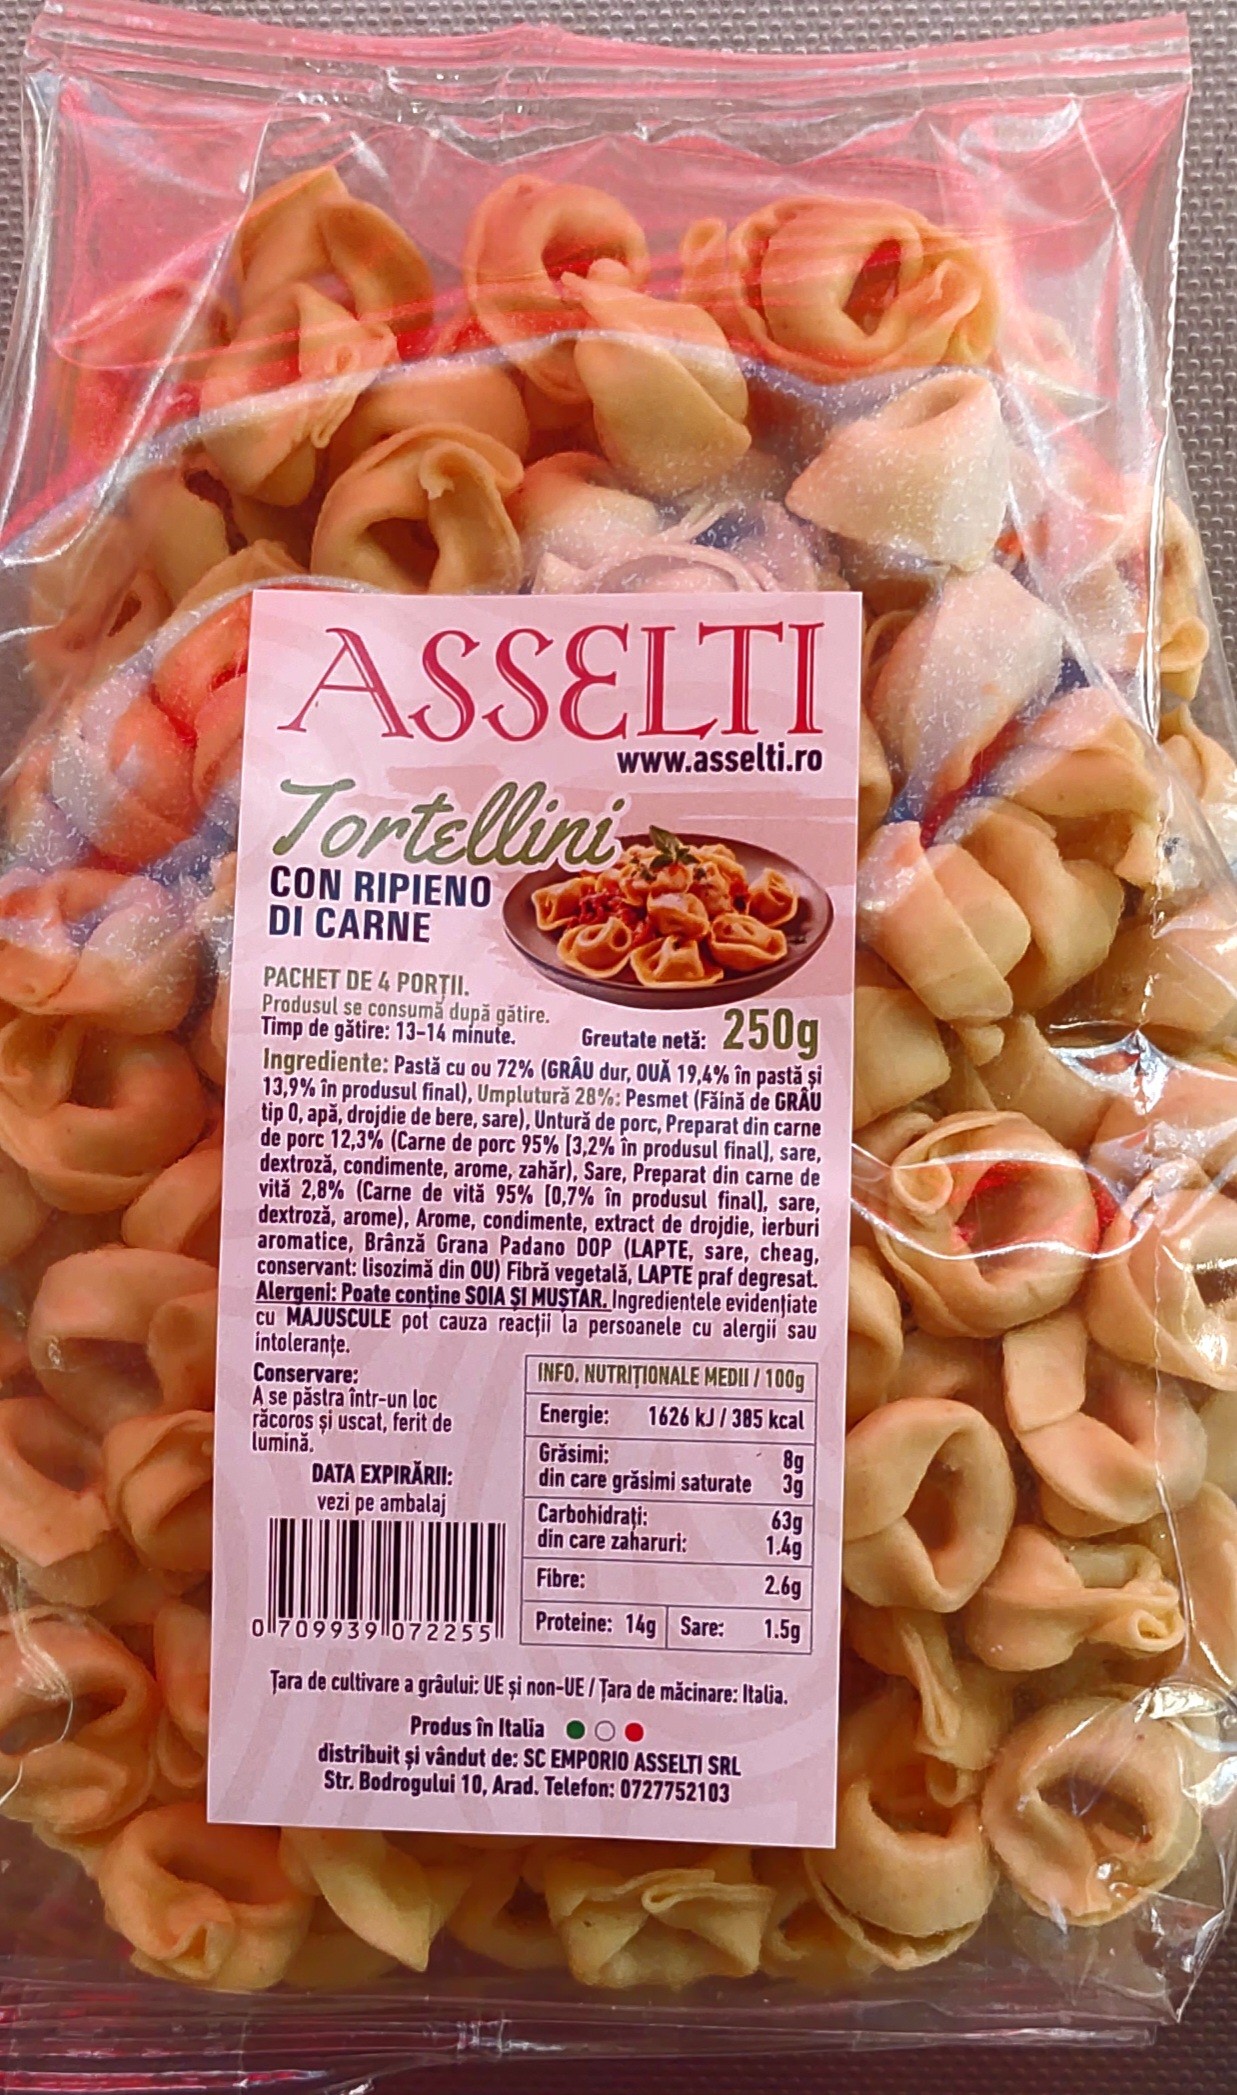 ASSELTI
www.asselti.ro
Tortellini
CON RIPIENO
DI CARNE
PACHET DE 4 PORȚII.
Produsul se consumă după gătire.
Timp de gătire: 13-14 minute.
Greutate netă: 250g
Ingrediente: Pastă cu ou 72% (GRÂU dur, OUĂ 19,4% în pastă și
13,9% în produsul final), Umplutură 28%: Pesmet (Făină de GRÂU
tip 0, apă, drojdie de bere, sare), Untură de porc, Preparat din carne
de porc 12,3% (Carne de porc 95% [3,2% în produsul final], sare,
dextroză, condimente, arome, zahăr), Sare, Preparat din carne de
vită 2,8% (Carne de vită 95% [0,7% în produsul final], sare,
dextroză, arome), Arome, condimente, extract de drojdie, ierburi
aromatice, Brânză Grana Padano DOP (LAPTE, sare, cheag,
conservant: lisozimă din OU) Fibră vegetală, LAPTE praf degresat.
Alergeni: Poate conține SOIA ȘI MUȘTAR. Ingredientele evidențiate
cu MAJUSCULE pot cauza reacții la persoanele cu alergii sau
intoleranțe.
Conservare:
A se păstra într-un loc
răcoros și uscat, ferit de
lumină.
DATA EXPIRĂRII:
vezi pe ambalaj
0 709939 072255
INFO. NUTRIȚIONALE MEDII / 100g
Energie: 1626 kJ / 385 kcal
Grăsimi: 8g
din care grăsimi saturate 3g
Carbohidrați: 63g
din care zaharuri: 1.4g
Fibre: 2.6g
Proteine: 14g Sare: 1.5g
Țara de cultivare a grâului: UE și non-UE / Țara de măcinare: Italia.
Produs în Italia
distribuit și vândut de: SC EMPORIO ASSELTI SRL
Str. Bodrogului 10, Arad. Telefon: 0727752103